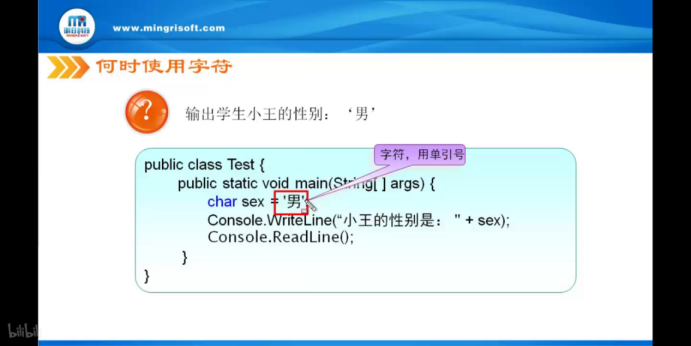 www.mingrisoft.com
何时使用字符
?
输出学生小王的性别：‘男’
字符，用单引号
public class Test {
public static void main(String[ ] args) {
char sex = '男';
Console.WriteLine(“小王的性别是： " + sex);
Console.ReadLine();
}
}
bilibili